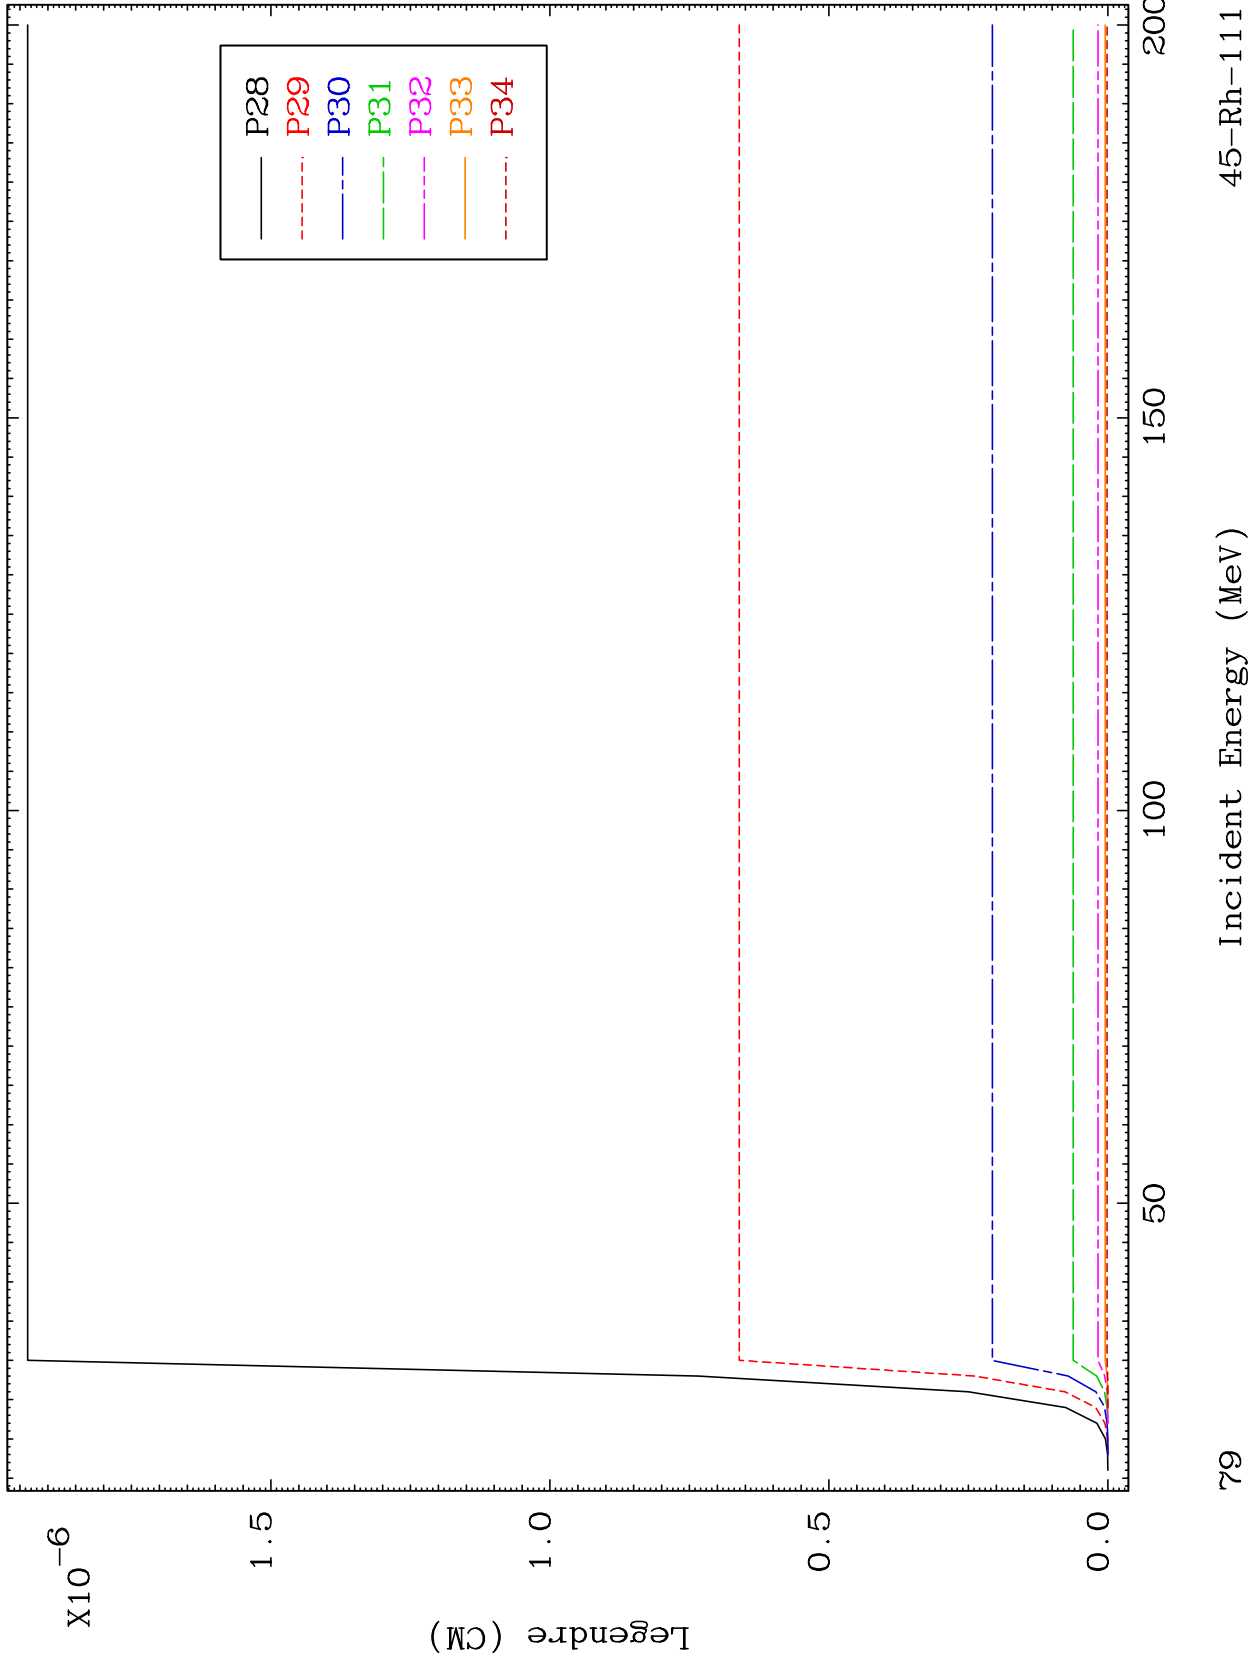 X10-6
1.5
1.0
0.5
0.0
Legendre (CM)
P28
P29
P30
P31
P32
P33
P34
50
100
150
200
Incident Energy (MeV)
79
45-Rh-111